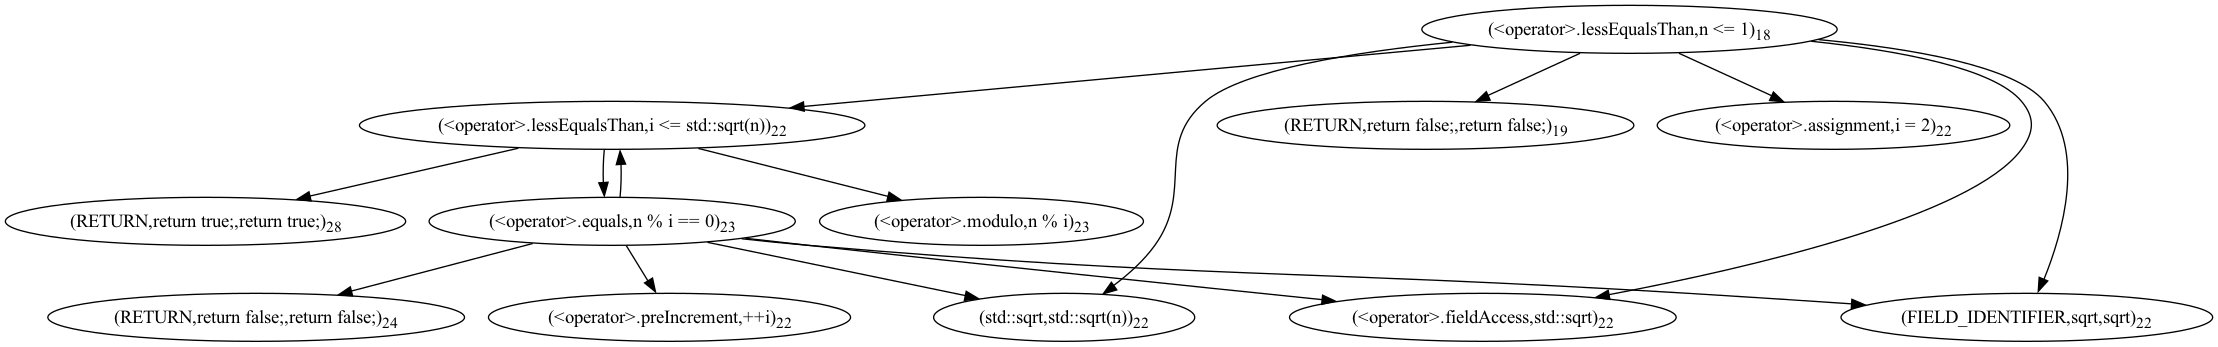 (<operator>.lessEqualsThan,n <= 1)18
(<operator>.lessEqualsThan,i <= std::sqrt(n))22
(RETURN,return false;,return false;)19
(<operator>.assignment,i = 2)22
(RETURN,return true;,return true;)28
(<operator>.equals,n % i == 0)23
(<operator>.modulo,n % i)23
(RETURN,return false;,return false;)24
(<operator>.preIncrement,++i)22
(std::sqrt,std::sqrt(n))22
(<operator>.fieldAccess,std::sqrt)22
(FIELD_IDENTIFIER,sqrt,sqrt)22